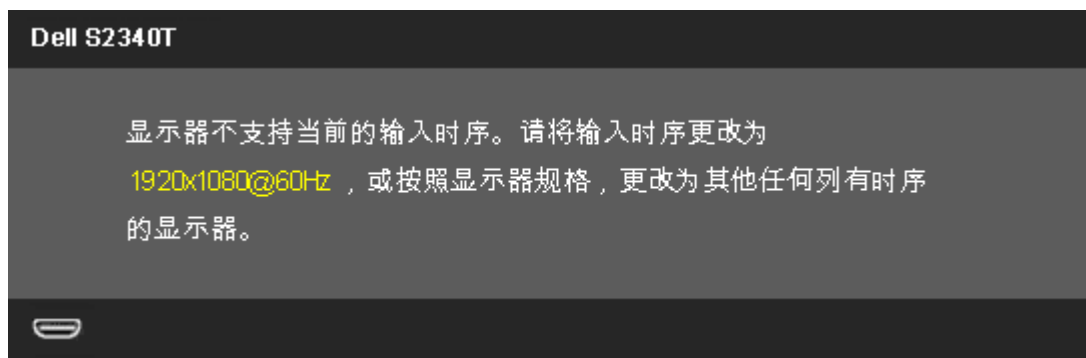 Dell S2340T
显示器不支持当前的输入时序。请将输入时序更改为
1920x1080@60Hz ，或按照显示器规格，更改为其他任何列有时序
的显示器。